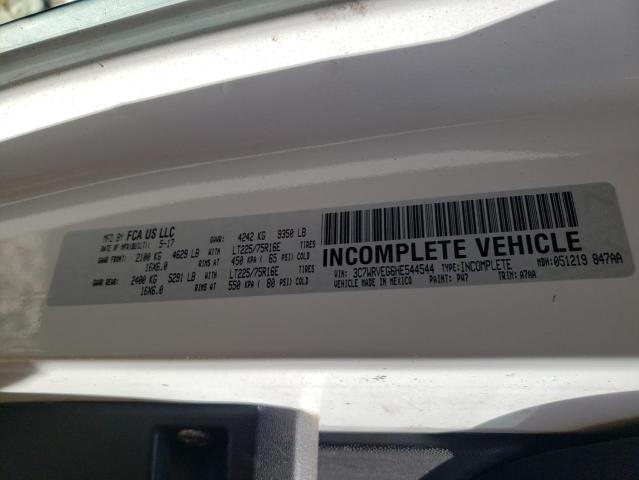 MFD BY FCA US LLC
DATE OF MFR/BUILT: 5-17 GVWR: 4242 KG 9350 LB
GAWR FRONT: 2100 KG 4629 LB WITH LT225/75R16E TIRES
16X6.0 RIMS AT 450 KPA ( 65 PSI) COLD
GAWR REAR: 2400 KG 5291 LB WITH LT225/75R16E TIRES
16X6.0 RIMS AT 550 KPA ( 80 PSI) COLD
INCOMPLETE VEHICLE
VIN: 3C7WRVEG6HE544544 TYPE: INCOMPLETE MDH: 051219 847AA
VEHICLE MADE IN MEXICO PAINT: PW7 TRIM: A7AA